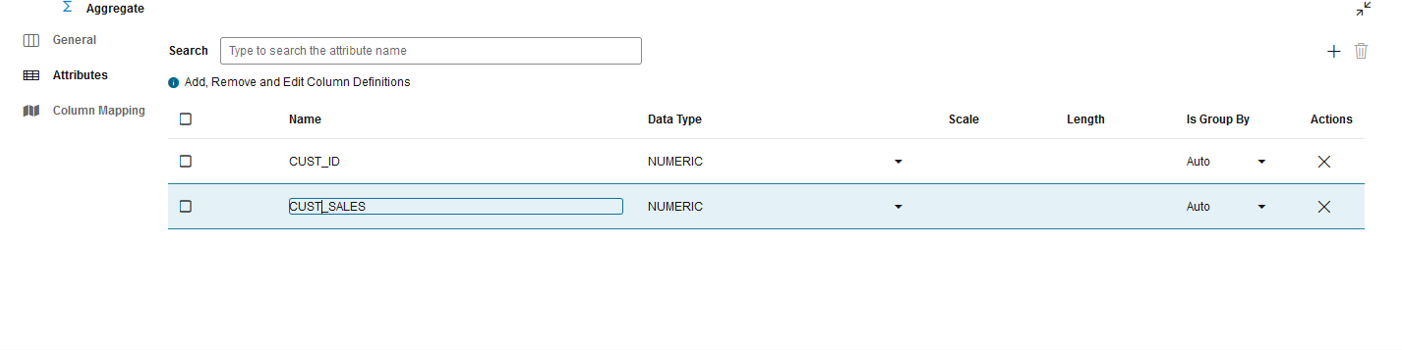 Aggregate
General
Attributes
Column Mapping
Search Type to search the attribute name
Add, Remove and Edit Column Definitions
Name Data Type Scale Length Is Group By Actions
CUST_ID NUMERIC Auto
CUST_SALES NUMERIC Auto